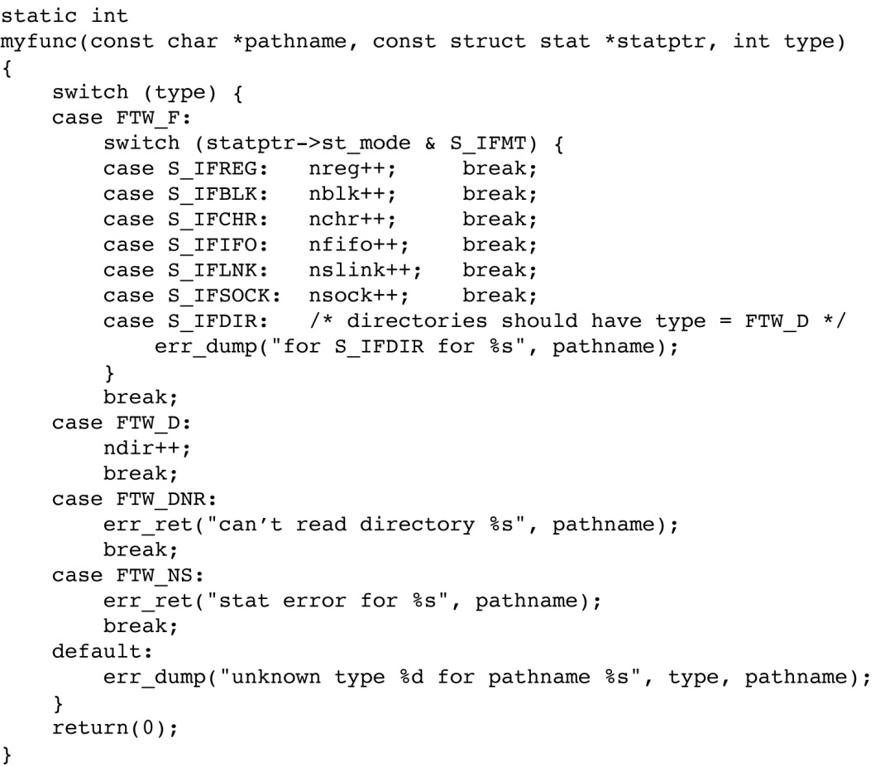 static int
myfunc(const char *pathname, const struct stat *statptr, int type)
{
    switch (type) {
    case FTW_F:
        switch (statptr->st_mode & S_IFMT) {
        case S_IFREG:   nreg++;     break;
        case S_IFBLK:   nblk++;     break;
        case S_IFCHR:   nchr++;     break;
        case S_IFIFO:   nfifo++;    break;
        case S_IFLNK:   nslink++;   break;
        case S_IFSOCK:  nsock++;    break;
        case S_IFDIR:   /* directories should have type = FTW_D */
            err_dump("for S_IFDIR for %s", pathname);
        }
        break;
    case FTW_D:
        ndir++;
        break;
    case FTW_DNR:
        err_ret("can’t read directory %s", pathname);
        break;
    case FTW_NS:
        err_ret("stat error for %s", pathname);
        break;
    default:
        err_dump("unknown type %d for pathname %s", type, pathname);
    }
    return(0);
}